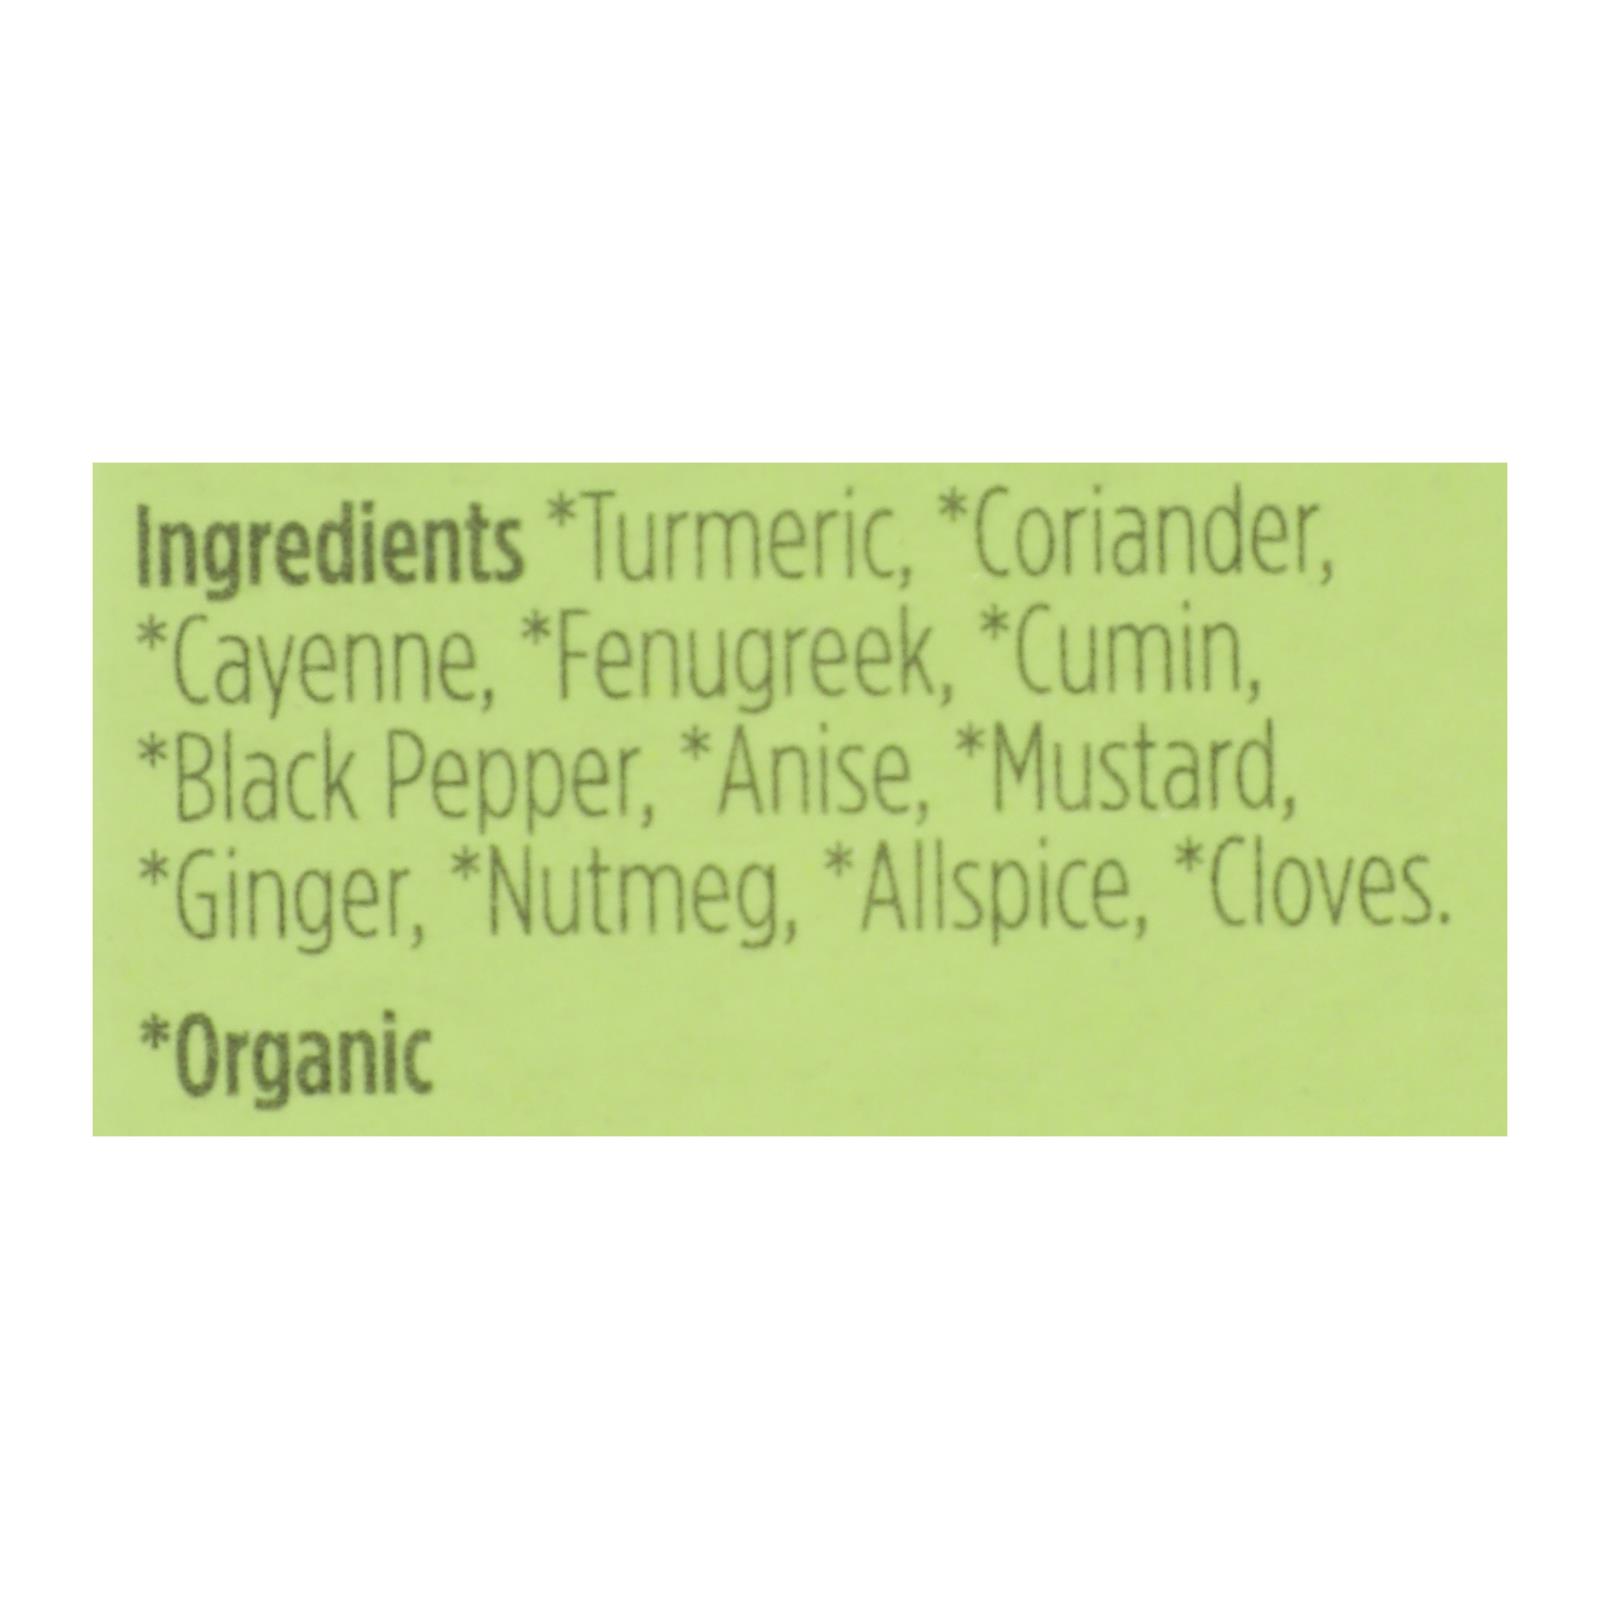 Ingredients *Turmeric, *Coriander,
*Cayenne, *Fenugreek, *Cumin,
*Black Pepper, *Anise, *Mustard,
*Ginger, *Nutmeg, *Allspice, *Cloves.
*Organic